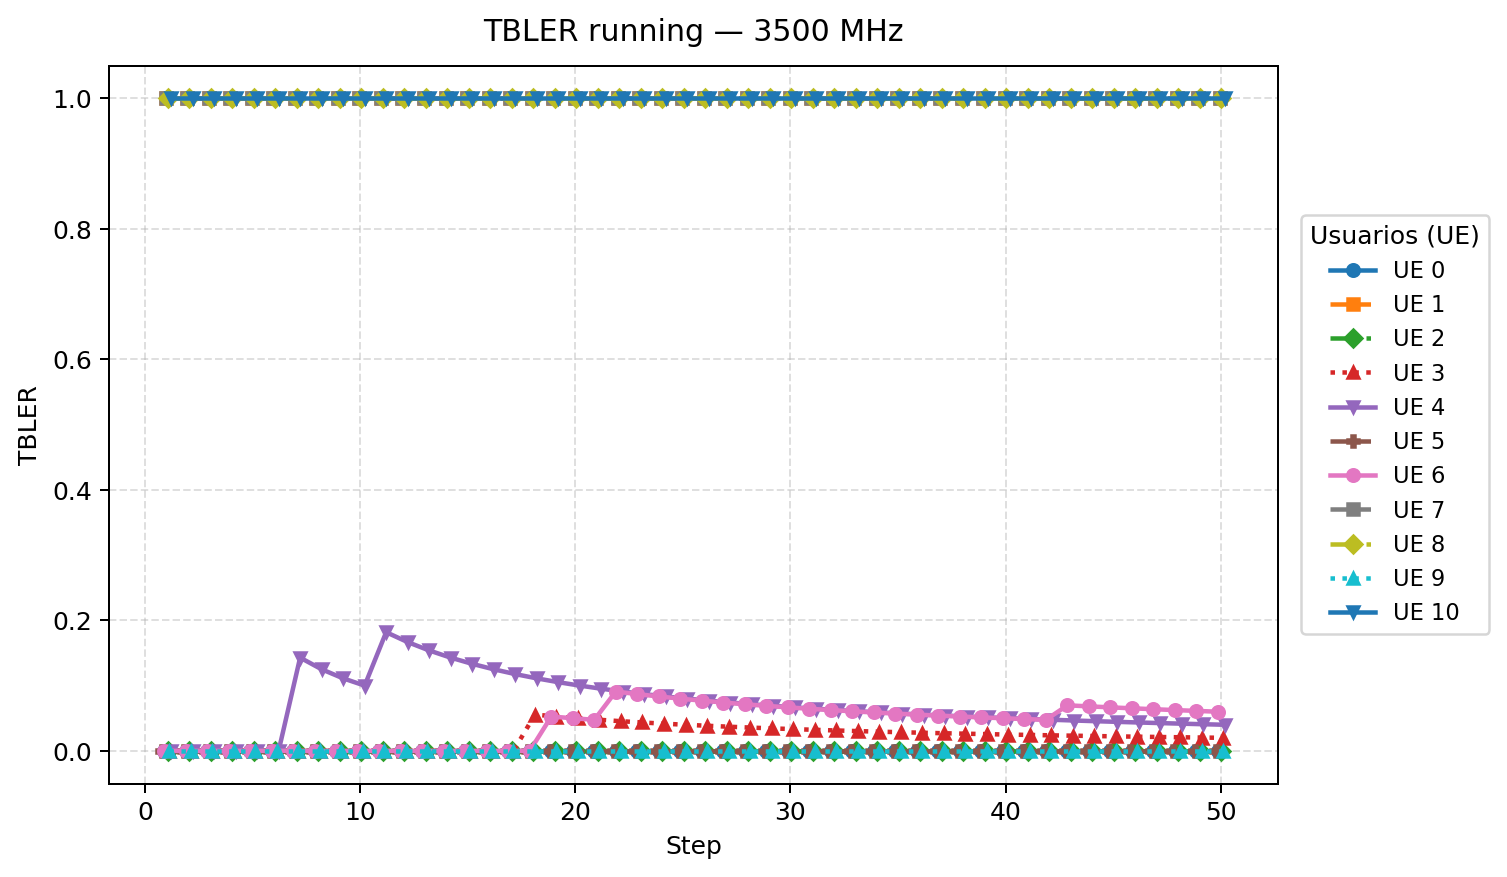 TBLER running — 3500 MHz
1.0
0.8
0.6
0.4
0.2
0.0
TBLER
0 10 20 30 40 50
Step
Usuarios (UE)
UE 0
UE 1
UE 2
UE 3
UE 4
UE 5
UE 6
UE 7
UE 8
UE 9
UE 10